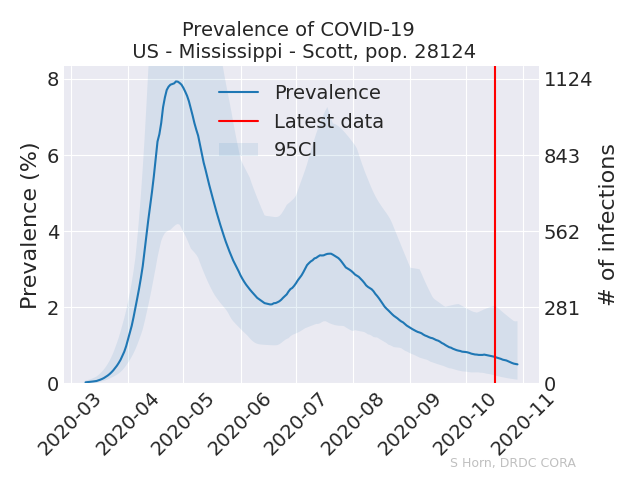 Prevalence of COVID-19
US - Mississippi - Scott, pop. 28124
Prevalence (%)
8
6
4
2
0
Prevalence
Latest data
95CI
1124
843
562
281
0
# of infections
2020-03
2020-04
2020-05
2020-06
2020-07
2020-08
2020-09
2020-10
2020-11
S Horn, DRDC CORA